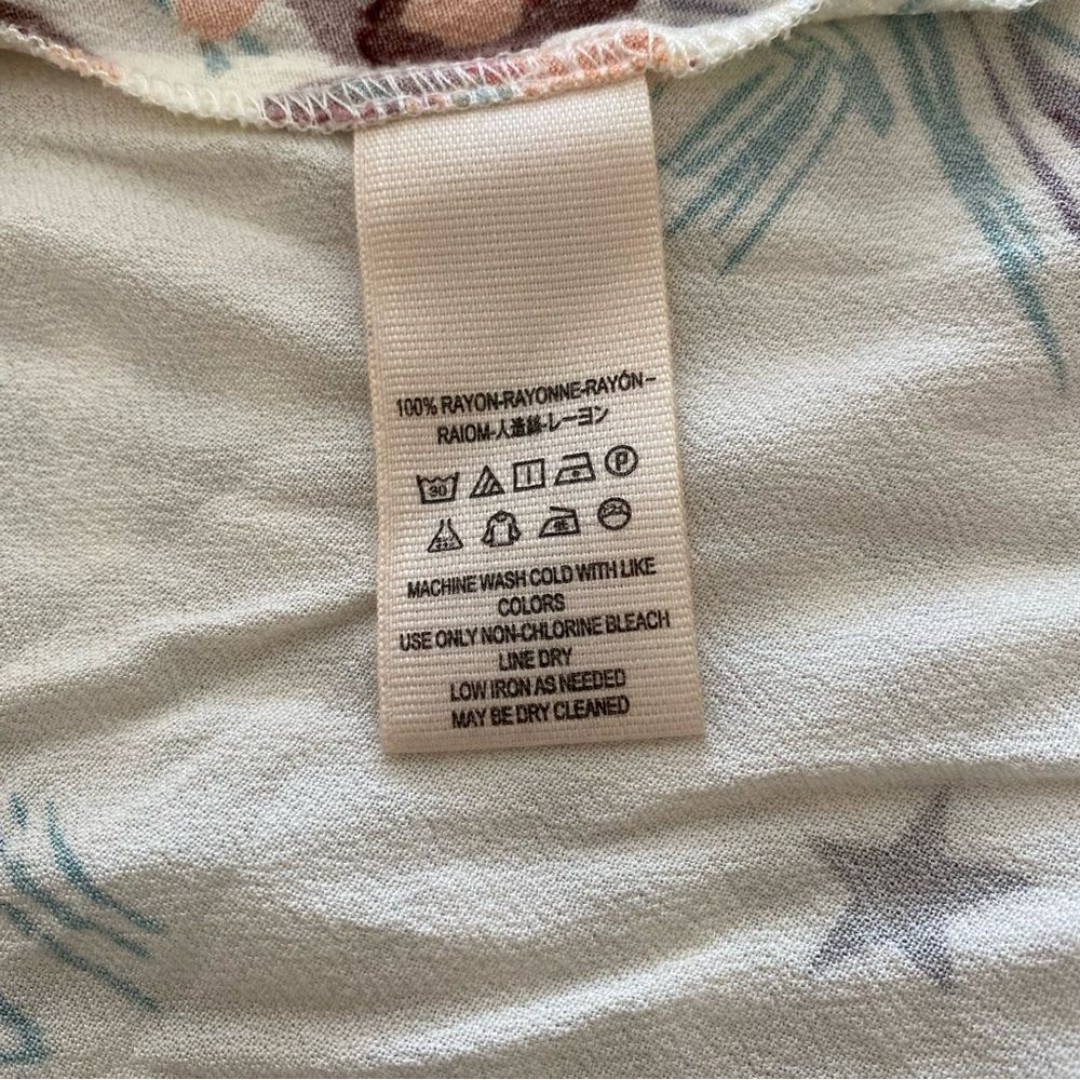 100% RAYON-RAYONNE-RAYÓN-
RAIOM-人造絲-レーヨン
30 P
MACHINE WASH COLD WITH LIKE
COLORS
USE ONLY NON-CHLORINE BLEACH
LINE DRY
LOW IRON AS NEEDED
MAY BE DRY CLEANED